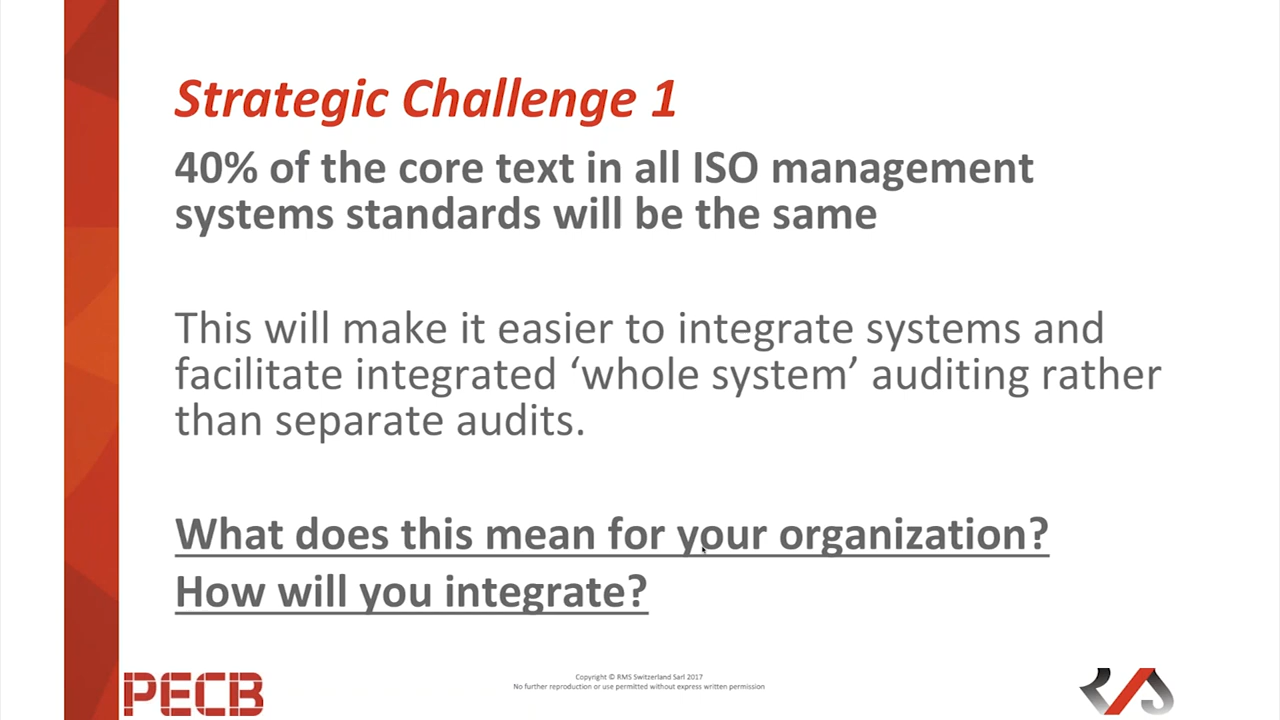 Strategic Challenge 1
40% of the core text in all ISO management
systems standards will be the same
This will make it easier to integrate systems and
facilitate integrated ‘whole system’ auditing rather
than separate audits.
What does this mean for your organization?
How will you integrate?
PECB
Copyright © RMS Switzerland Sarl 2017
No further reproduction or use permitted without express written permission
RMS